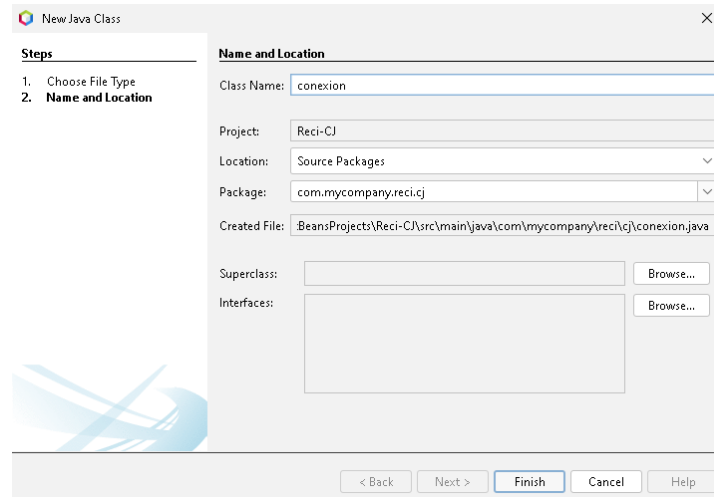 New Java Class
Steps
1. Choose File Type
2. Name and Location
Name and Location
Class Name: conexion
Project: Reci-CJ
Location: Source Packages
Package: com.mycompany.reci.cj
Created File: :BeansProjects\Reci-CJ\src\main\java\com\mycompany\reci\cj\conexion.java
Superclass: Browse...
Interfaces: Browse...
< Back Next > Finish Cancel Help